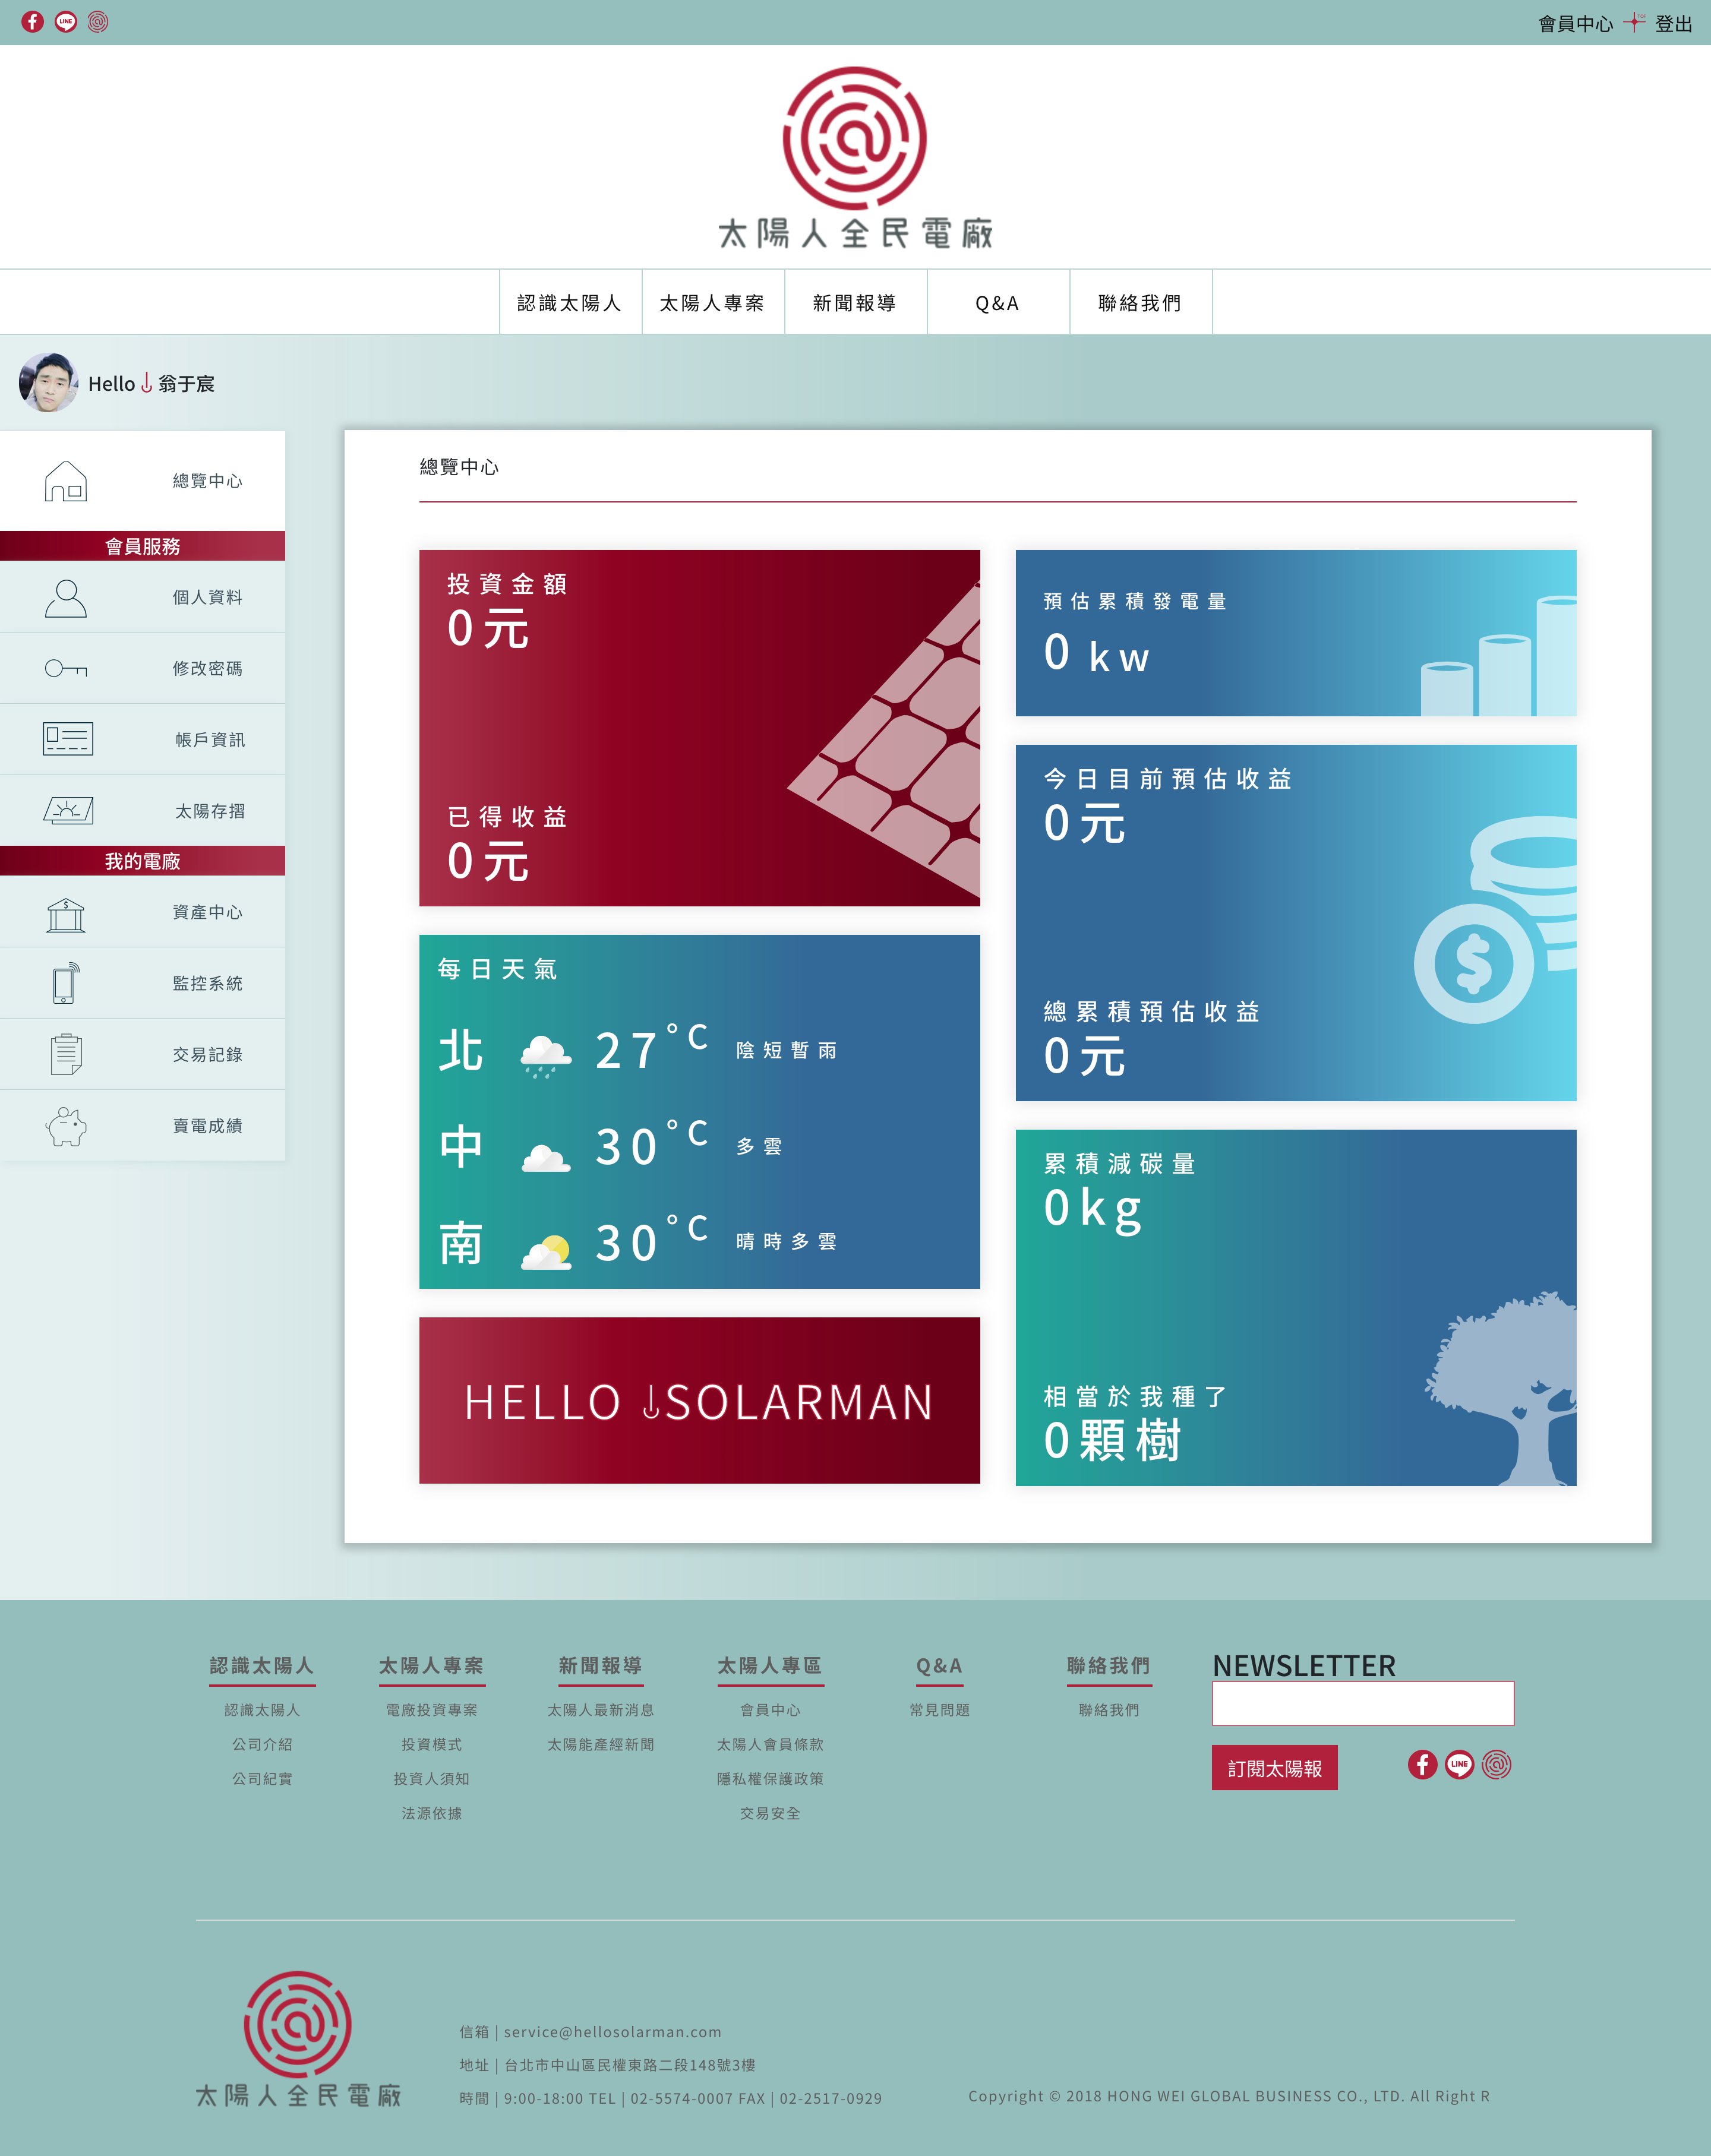 LINE
會員中心
登出
太陽人全民電廠
認識太陽人 太陽人專案 新聞報導 Q&A 聯絡我們
Hello 翁于宸
總覽中心
會員服務
個人資料
修改密碼
帳戶資訊
太陽存摺
我的電廠
資產中心
監控系統
交易記錄
賣電成績
總覽中心
投資金額
0元
已得收益
0元
每日天氣
北 27°C 陰短暫雨
中 30°C 多雲
南 30°C 晴時多雲
HELLO SOLARMAN
預估累積發電量
0 kw
今日目前預估收益
0元
總累積預估收益
0元
累積減碳量
0kg
相當於我種了
0顆樹
認識太陽人
認識太陽人
公司介紹
公司紀實
太陽人專案
電廠投資專案
投資模式
投資人須知
法源依據
新聞報導
太陽人最新消息
太陽能產經新聞
太陽人專區
會員中心
太陽人會員條款
隱私權保護政策
交易安全
Q&A
常見問題
聯絡我們
聯絡我們
NEWSLETTER
訂閱太陽報
LINE
太陽人全民電廠
信箱 | service@hellosolarman.com
地址 | 台北市中山區民權東路二段148號3樓
時間 | 9:00-18:00 TEL | 02-5574-0007 FAX | 02-2517-0929
Copyright © 2018 HONG WEI GLOBAL BUSINESS CO., LTD. All Right R